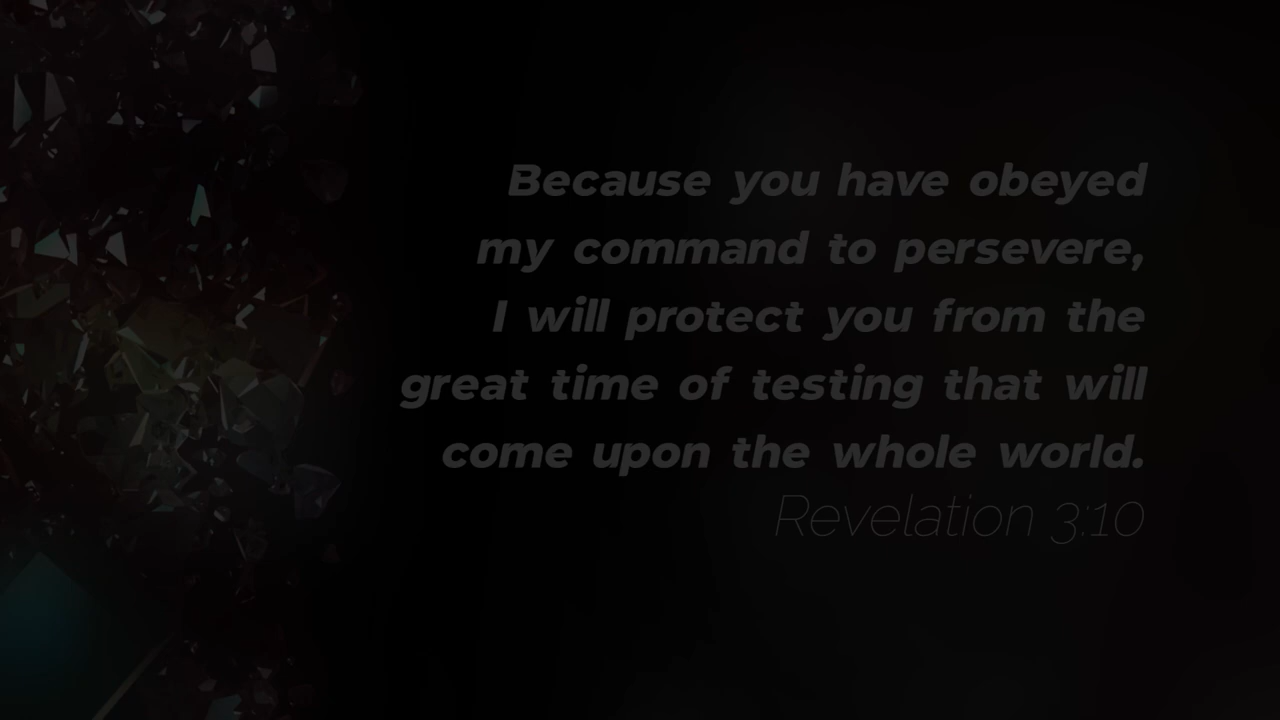 Because you have obeyed
my command to persevere,
I will protect you from the
great time of testing that will
come upon the whole world.
Revelation 3:10